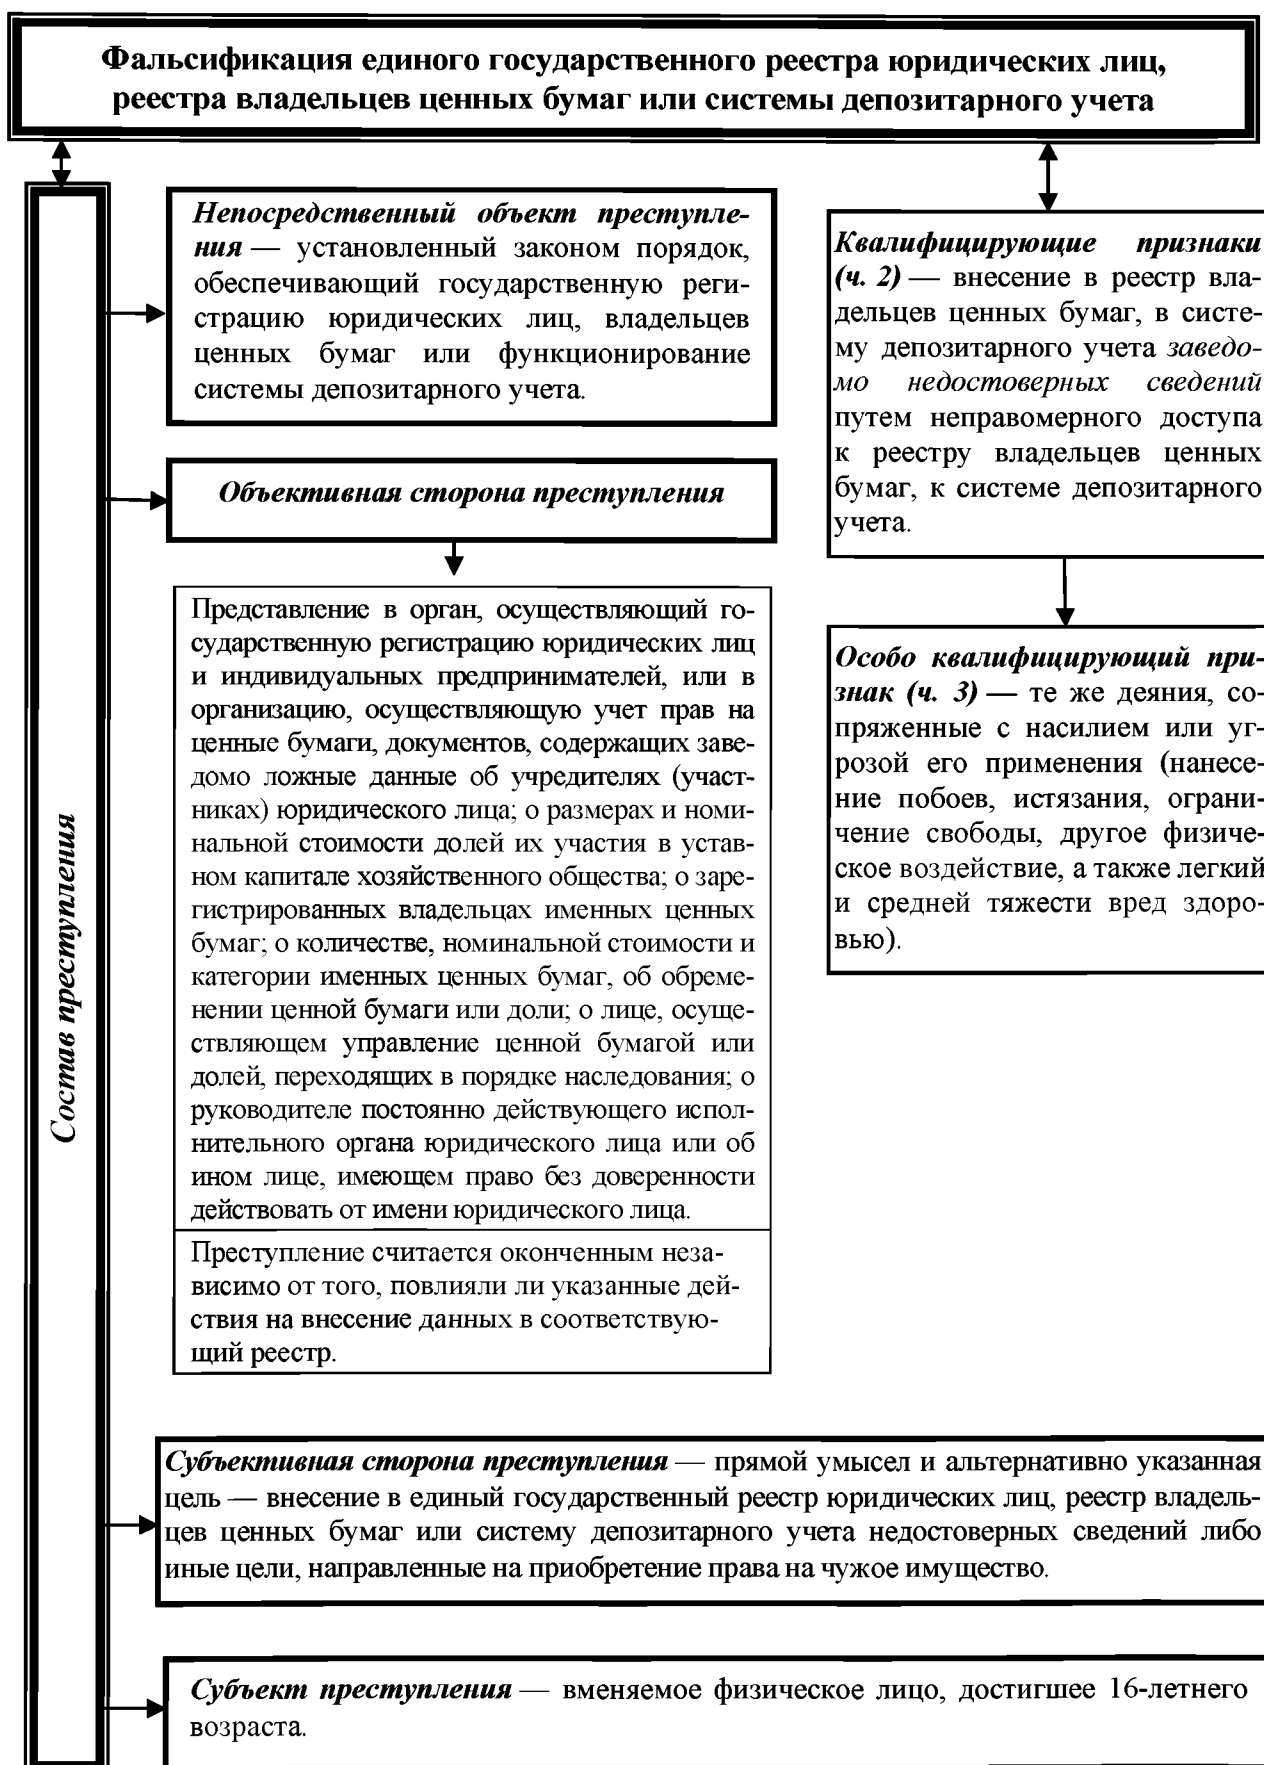 Фальсификация единого государственного реестра юридических лиц,
реестра владельцев ценных бумаг или системы депозитарного учета
Состав преступления
Непосредственный объект преступле-
ния — установленный законом порядок,
обеспечивающий государственную реги-
страцию юридических лиц, владельцев
ценных бумаг или функционирование
системы депозитарного учета.
Объективная сторона преступления
Представление в орган, осуществляющий го-
сударственную регистрацию юридических лиц
и индивидуальных предпринимателей, или в
организацию, осуществляющую учет прав на
ценные бумаги, документов, содержащих заве-
домо ложные данные об учредителях (участ-
никах) юридического лица; о размерах и номи-
нальной стоимости долей их участия в устав-
ном капитале хозяйственного общества; о заре-
гистрированных владельцах именных ценных
бумаг; о количестве, номинальной стоимости и
категории именных ценных бумаг, об обреме-
нении ценной бумаги или доли; о лице, осуще-
ствляющем управление ценной бумагой или
долей, переходящих в порядке наследования; о
руководителе постоянно действующего испол-
нительного органа юридического лица или об
ином лице, имеющем право без доверенности
действовать от имени юридического лица.
Преступление считается оконченным неза-
висимо от того, повлияли ли указанные дей-
ствия на внесение данных в соответствую-
щий реестр.
Квалифицирующие признаки
(ч. 2) — внесение в реестр вла-
дельцев ценных бумаг, в систе-
му депозитарного учета заведо-
мо недостоверных сведений
путем неправомерного доступа
к реестру владельцев ценных
бумаг, к системе депозитарного
учета.
Особо квалифицирующий при-
знак (ч. 3) — те же деяния, со-
пряженные с насилием или уг-
розой его применения (нанесе-
ние побоев, истязания, ограни-
чение свободы, другое физиче-
ское воздействие, а также легкий
и средней тяжести вред здоро-
вью).
Субъективная сторона преступления — прямой умысел и альтернативно указанная
цель — внесение в единый государственный реестр юридических лиц, реестр владель-
цев ценных бумаг или систему депозитарного учета недостоверных сведений либо
иные цели, направленные на приобретение права на чужое имущество.
Субъект преступления — вменяемое физическое лицо, достигшее 16-летнего
возраста.